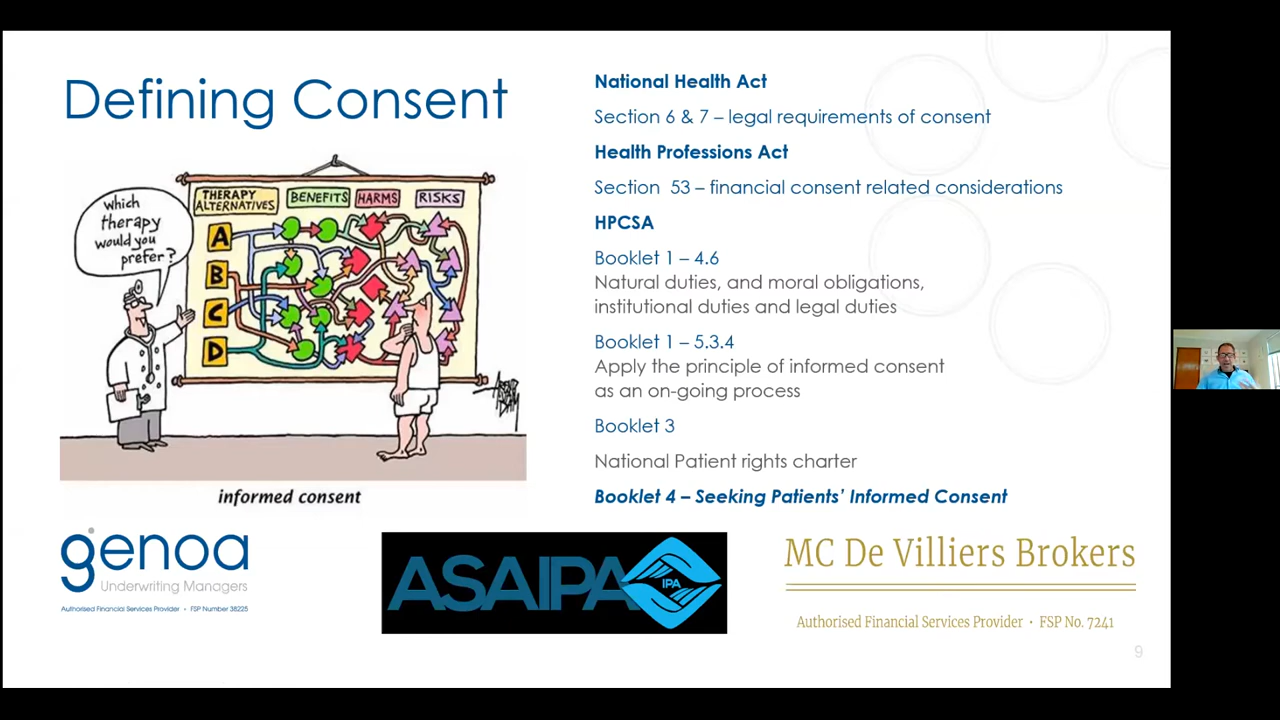 Defining Consent
which
therapy
would you
prefer?
THERAPY
ALTERNATIVES
BENEFITS
HARMS
RISKS
A
B
C
D
informed consent
National Health Act
Section 6 & 7 – legal requirements of consent
Health Professions Act
Section 53 – financial consent related considerations
HPCSA
Booklet 1 – 4.6
Natural duties, and moral obligations,
institutional duties and legal duties
Booklet 1 – 5.3.4
Apply the principle of informed consent
as an on-going process
Booklet 3
National Patient rights charter
Booklet 4 – Seeking Patients' Informed Consent
genoa
Underwriting Managers
Authorised Financial Services Provider • FSP Number 38225
ASAIPA
IPA
MC De Villiers Brokers
Authorised Financial Services Provider • FSP No. 7241
9